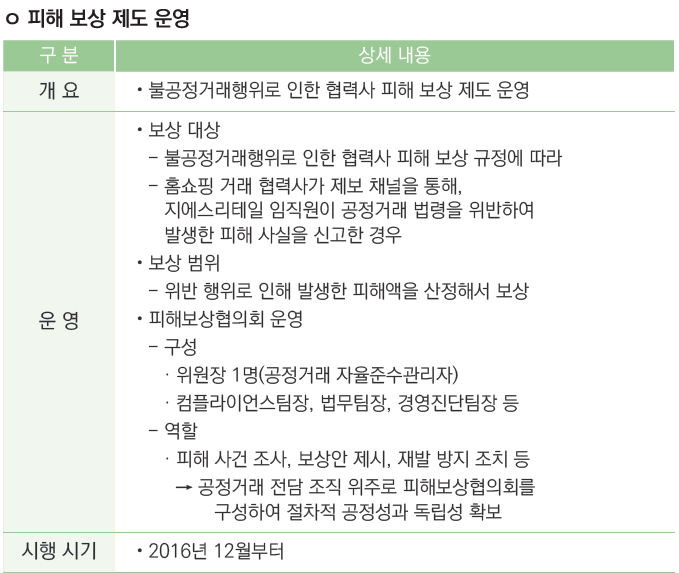 ㅇ 피해 보상 제도 운영
구 분
상세 내용
개 요
• 불공정거래행위로 인한 협력사 피해 보상 제도 운영
운 영
• 보상 대상
– 불공정거래행위로 인한 협력사 피해 보상 규정에 따라
– 홈쇼핑 거래 협력사가 제보 채널을 통해,
지에스리테일 임직원이 공정거래 법령을 위반하여
발생한 피해 사실을 신고한 경우
• 보상 범위
– 위반 행위로 인해 발생한 피해액을 산정해서 보상
• 피해보상협의회 운영
– 구성
· 위원장 1명(공정거래 자율준수관리자)
· 컴플라이언스팀장, 법무팀장, 경영진단팀장 등
– 역할
· 피해 사건 조사, 보상안 제시, 재발 방지 조치 등
→ 공정거래 전담 조직 위주로 피해보상협의회를
구성하여 절차적 공정성과 독립성 확보
시행 시기
• 2016년 12월부터